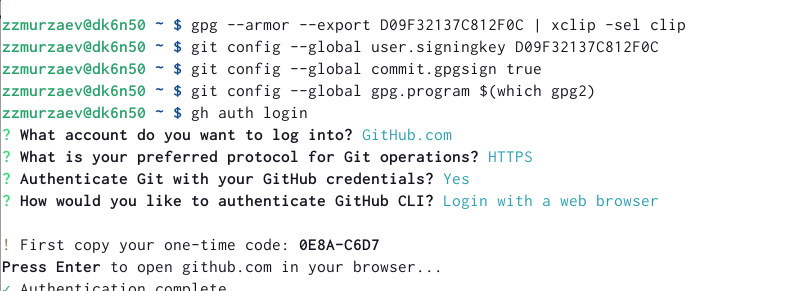 zzmurzaev@dk6n50 ~ $ gpg --armor --export D09F32137C812F0C | xclip -sel clip
zzmurzaev@dk6n50 ~ $ git config --global user.signingkey D09F32137C812F0C
zzmurzaev@dk6n50 ~ $ git config --global commit.gpgsign true
zzmurzaev@dk6n50 ~ $ git config --global gpg.program $(which gpg2)
zzmurzaev@dk6n50 ~ $ gh auth login
? What account do you want to log into? GitHub.com
? What is your preferred protocol for Git operations? HTTPS
? Authenticate Git with your GitHub credentials? Yes
? How would you like to authenticate GitHub CLI? Login with a web browser
! First copy your one-time code: 0E8A-C6D7
Press Enter to open github.com in your browser...
✓ Authentication complete